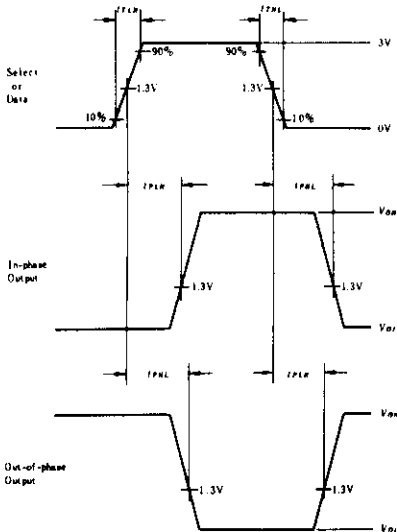 tTLH
tTHL
3V
90%
90%
Select
or
Data
1.3V
1.3V
10%
10%
0V
tPLH
tPHL
VOH
In-phase
Output
1.3V
1.3V
VOL
tPHL
tPLH
VOH
Out-of-phase
Output
1.3V
1.3V
VOL